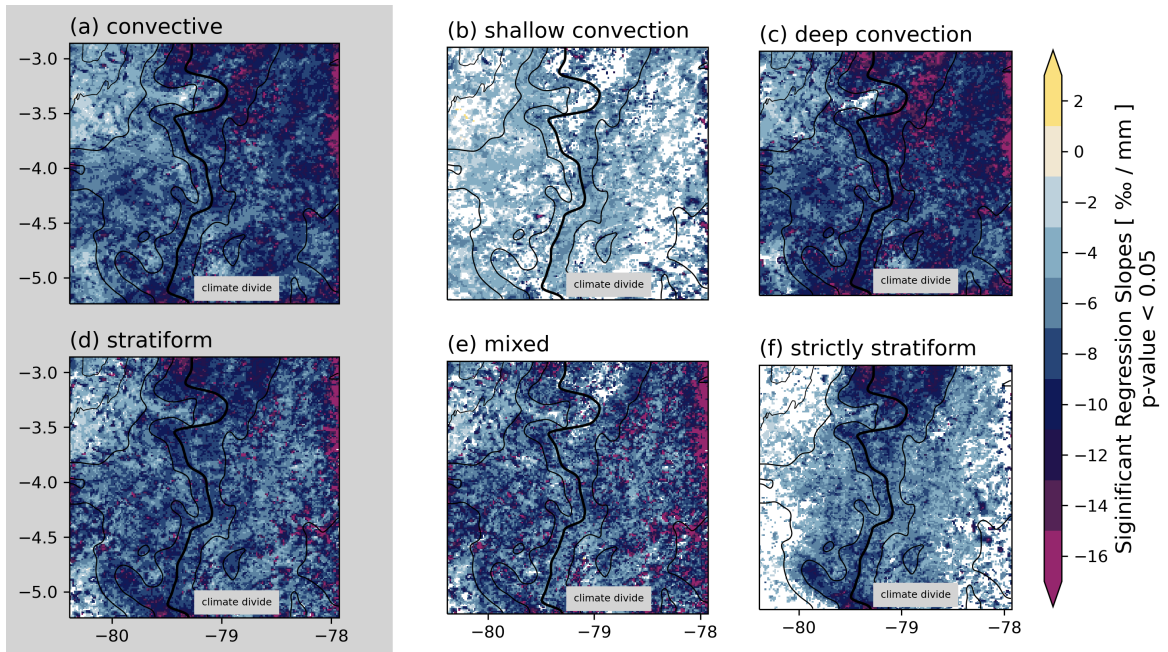 (a) convective
(b) shallow convection
(c) deep convection
−3.0
−3.5
−4.0
−4.5
−5.0
climate divide
climate divide
climate divide
(d) stratiform
(e) mixed
(f) strictly stratiform
−3.0
−3.5
−4.0
−4.5
−5.0
climate divide
climate divide
climate divide
−80
−79
−78
−80
−79
−78
−80
−79
−78
2
0
−2
−4
−6
−8
−10
−12
−14
−16
Siginificant Regression Slopes [ ‰ / mm ]
p-value < 0.05